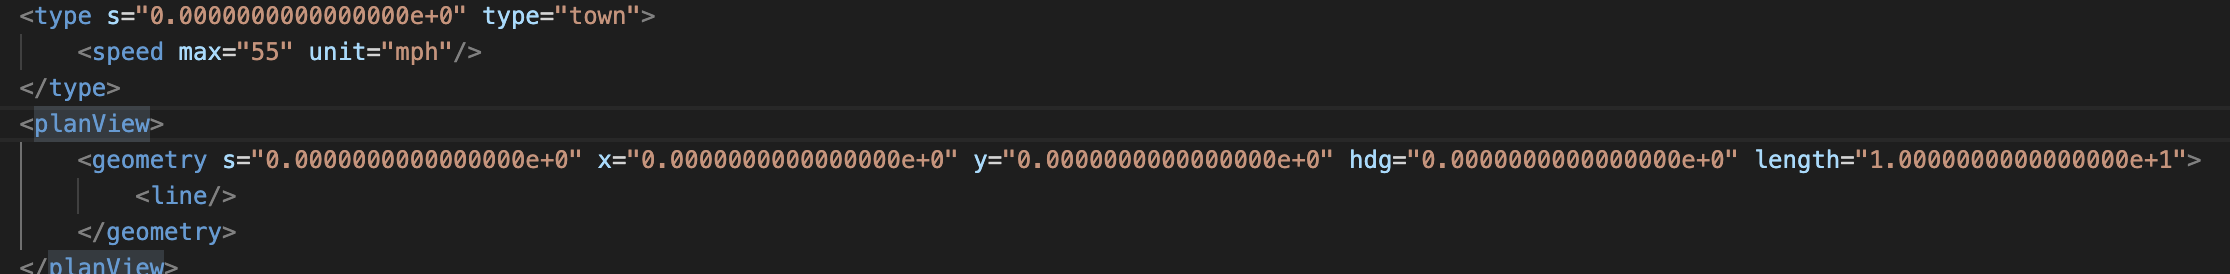 <type s="0.0000000000000000e+0" type="town">
<speed max="55" unit="mph"/>
</type>
<planView>
<geometry s="0.0000000000000000e+0" x="0.0000000000000000e+0" y="0.0000000000000000e+0" hdg="0.0000000000000000e+0" length="1.0000000000000000e+1">
<line/>
</geometry>
</planView>